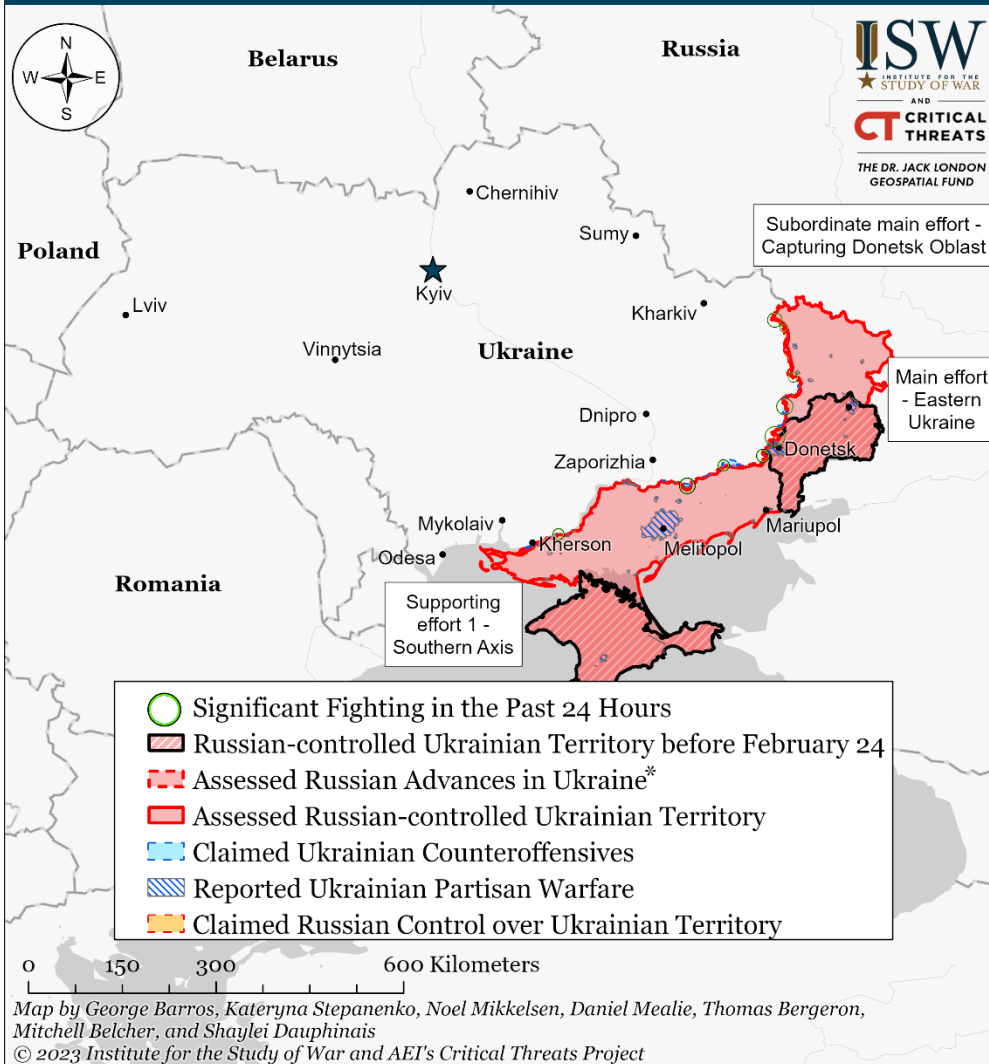 N
W
E
S
Belarus
Russia
ISW
INSTITUTE FOR THE
STUDY OF WAR
AND
CT CRITICAL
THREATS
THE DR. JACK LONDON
GEOSPATIAL FUND
Chernihiv
Sumy
Subordinate main effort -
Capturing Donetsk Oblast
Poland
Kyiv
Lviv
Kharkiv
Vinnytsia
Ukraine
Main effort
- Eastern
Ukraine
Dnipro
Donetsk
Zaporizhia
Mykolaiv
Mariupol
Kherson
Melitopol
Odesa
Romania
Supporting
effort 1 -
Southern Axis
Significant Fighting in the Past 24 Hours
Russian-controlled Ukrainian Territory before February 24
Assessed Russian Advances in Ukraine*
Assessed Russian-controlled Ukrainian Territory
Claimed Ukrainian Counteroffensives
Reported Ukrainian Partisan Warfare
Claimed Russian Control over Ukrainian Territory
0 150 300 600 Kilometers
Map by George Barros, Kateryna Stepanenko, Noel Mikkelsen, Daniel Mealie, Thomas Bergeron,
Mitchell Belcher, and Shaylei Dauphinais
© 2023 Institute for the Study of War and AEI's Critical Threats Project